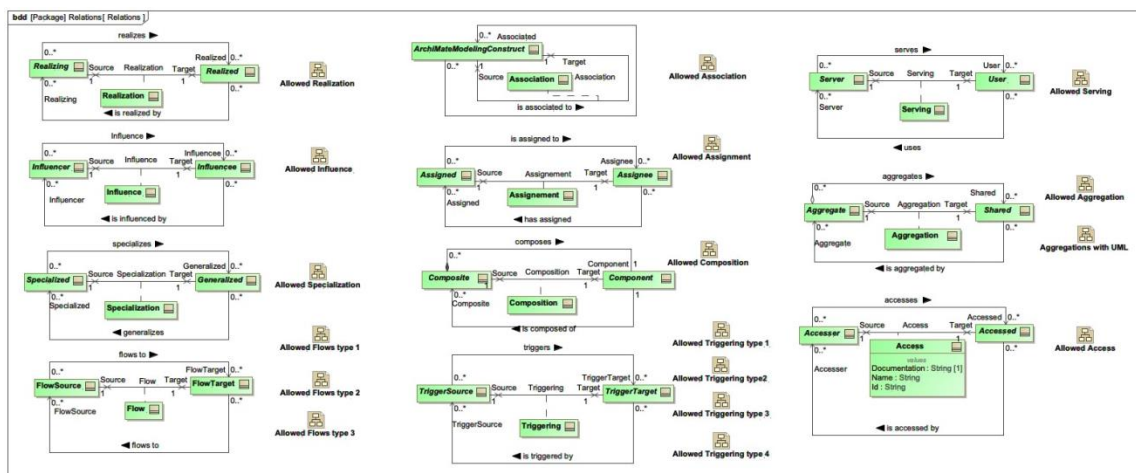 bdd [Package] Relations[ Relations ]
realizes ►
0..*
Realized 0..*
Realizing Source Realization Target Realized
1 1
0..* 0..*
Realizing
Realization
◄ is realized by
Allowed Realization
Influence ►
0..*
Influencee 0..*
Influencer Source Influence Target Influencee
1 1
0..* 0..*
Influencer
Influence
◄ is influenced by
Allowed Influence
specializes ►
0..*
Generalized 0..*
Specialized Source Specialization Target Generalized
1 1
0..* 0..*
Specialized
Specialization
◄ generalizes
Allowed Specialization
Allowed Flows type 1
flows to ►
0..*
FlowTarget 0..*
FlowSource Source Flow Target FlowTarget
1 1
0..* 0..*
FlowSource
Flow
◄ flows to
Allowed Flows type 2
Allowed Flows type 3
0..* Associated
ArchiMateModelingConstruct 1
0..* 1 Target
Source Association Association
is associated to ►
Allowed Association
is assigned to ►
0..*
Assignee 0..*
Assigned Source Assignement Target Assignee
1 1
0..* 0..*
Assigned
Assignement
◄ has assigned
Allowed Assignment
composes ►
0..*
Component 1
Composite Source Composition Target Component
1 1
0..* 0..*
Composite
Composition
◄ is composed of
Allowed Composition
Allowed Triggering type 1
triggers ►
0..*
TriggerTarget 0..*
TriggerSource Source Triggering Target TriggerTarget
1 1
0..* 0..*
TriggerSource
Triggering
◄ is triggered by
Allowed Triggering type2
Allowed Triggering type 3
Allowed Triggering type 4
serves ►
0..*
User 0..*
Server Source Serving Target User
1 1
0..* 0..*
Server
Serving
◄ uses
Allowed Serving
aggregates ►
0..*
Shared 0..*
Aggregate Source Aggregation Target Shared
1 1
0..* 0..*
Aggregate
Aggregation
◄ is aggregated by
Allowed Aggregation
Aggregations with UML
accesses ►
0..*
Accessed 0..*
Accesser Source Access Target Accessed
1 1
0..* 0..*
Accesser
Access
values
Documentation : String [1]
Name : String
Id : String
◄ is accessed by
Allowed Access